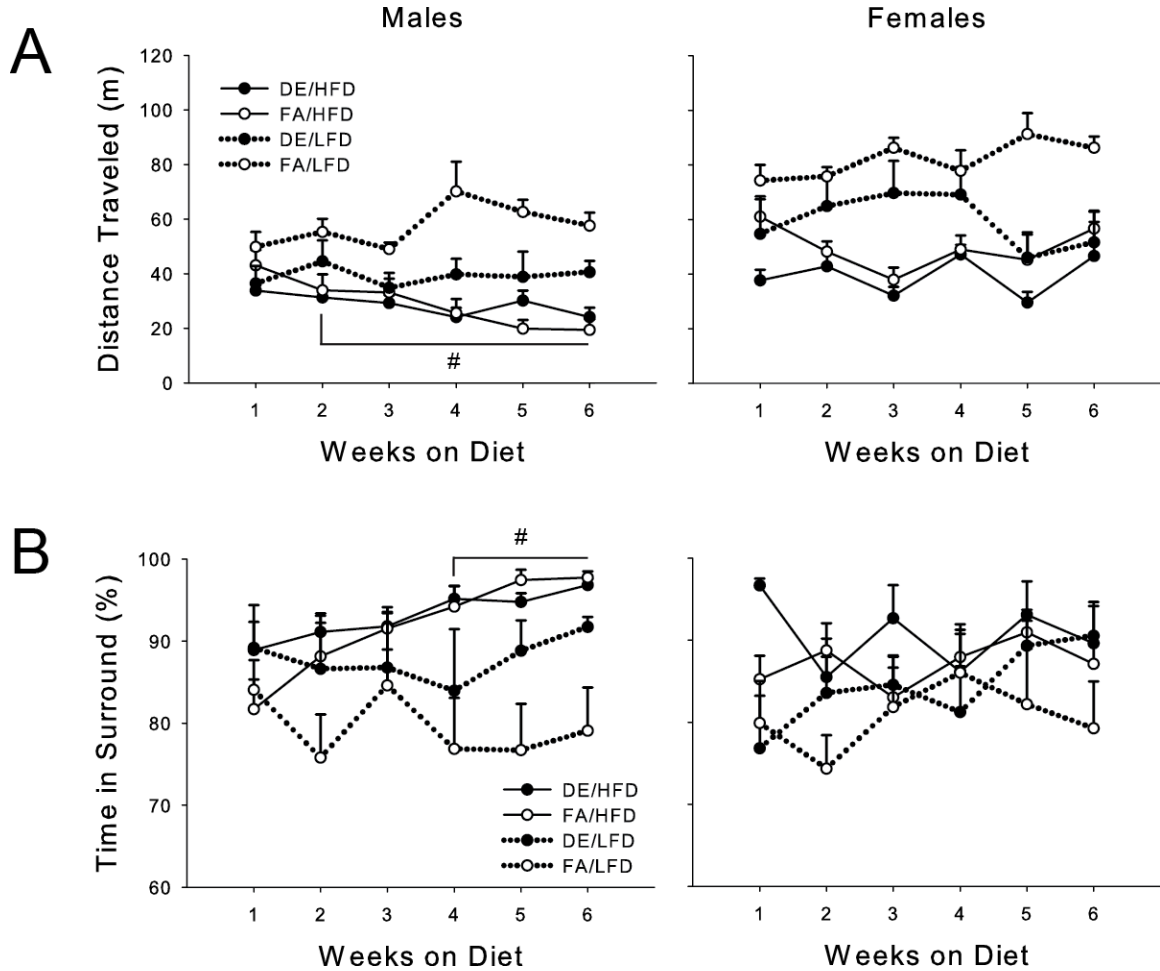 Males Females
A
Distance Traveled (m)
120
100
80
60
40
20
0
DE/HFD
FA/HFD
DE/LFD
FA/LFD
#
1 2 3 4 5 6
1 2 3 4 5 6
Weeks on Diet
Weeks on Diet
B
Time in Surround (%)
100
90
80
70
60
#
DE/HFD
FA/HFD
DE/LFD
FA/LFD
1 2 3 4 5 6
1 2 3 4 5 6
Weeks on Diet
Weeks on Diet